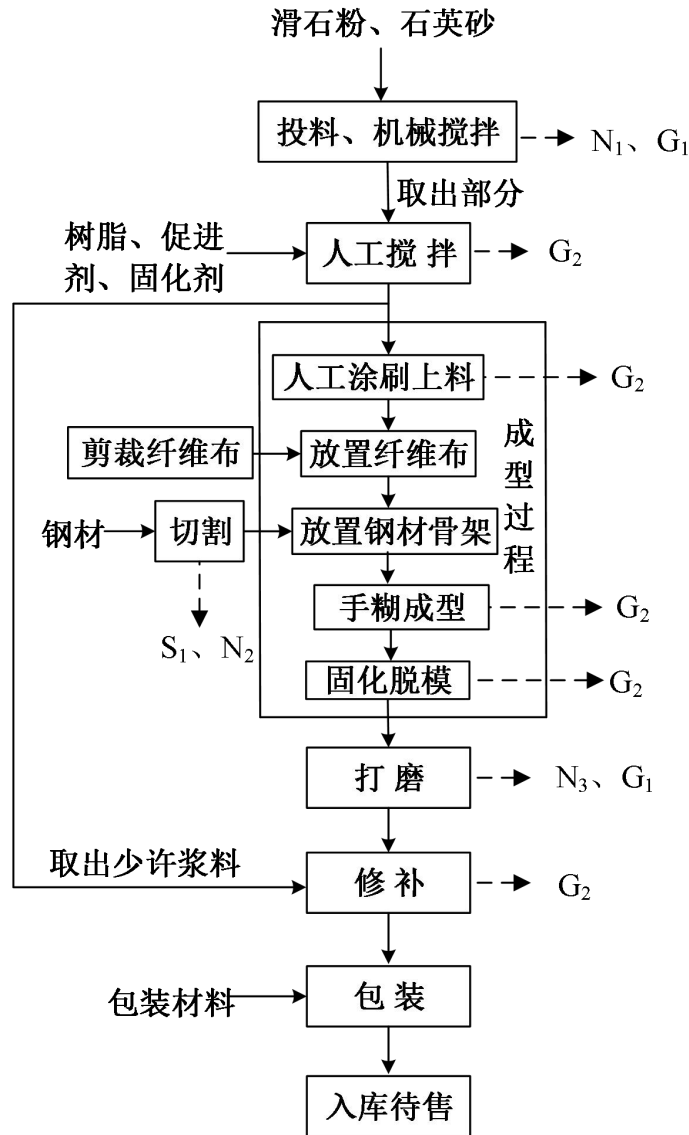 滑石粉、石英砂
投料、机械搅拌
N₁、G₁
取出部分
树脂、促进
剂、固化剂
人工搅 拌
G₂
人工涂刷上料
G₂
剪裁纤维布
放置纤维布
成型过程
钢材
切割
放置钢材骨架
手糊成型
G₂
S₁、N₂
固化脱模
G₂
打 磨
N₃、G₁
取出少许浆料
修 补
G₂
包装材料
包 装
入库待售